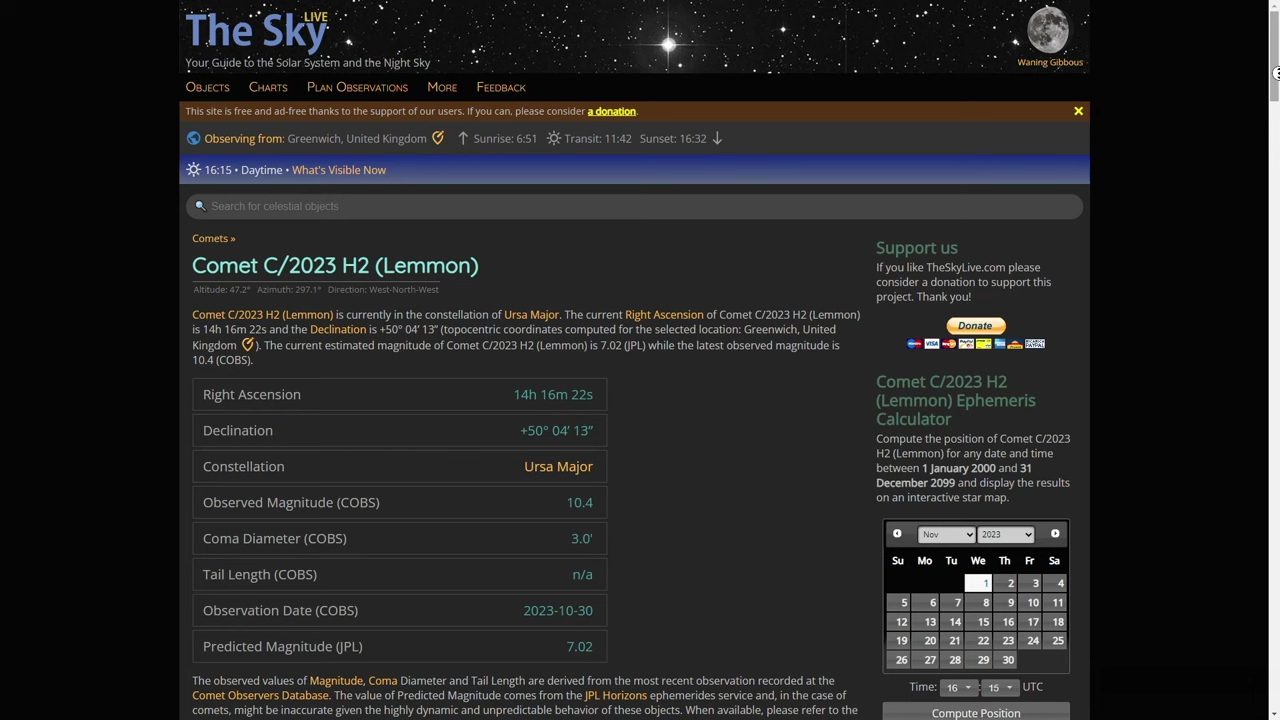 The Sky LIVE
Your Guide to the Solar System and the Night Sky
Waning Gibbous
Objects Charts Plan Observations More Feedback
This site is free and ad-free thanks to the support of our users. If you can, please consider a donation.
Observing from: Greenwich, United Kingdom Sunrise: 6:51 Transit: 11:42 Sunset: 16:32
16:15 • Daytime • What's Visible Now
Search for celestial objects
Comets »
Comet C/2023 H2 (Lemmon)
Altitude: 47.2° Azimuth: 297.1° Direction: West-North-West
Comet C/2023 H2 (Lemmon) is currently in the constellation of Ursa Major. The current Right Ascension of Comet C/2023 H2 (Lemmon)
is 14h 16m 22s and the Declination is +50° 04' 13” (topocentric coordinates computed for the selected location: Greenwich, United
Kingdom ). The current estimated magnitude of Comet C/2023 H2 (Lemmon) is 7.02 (JPL) while the latest observed magnitude is
10.4 (COBS).
Right Ascension 14h 16m 22s
Declination +50° 04’ 13”
Constellation Ursa Major
Observed Magnitude (COBS) 10.4
Coma Diameter (COBS) 3.0'
Tail Length (COBS) n/a
Observation Date (COBS) 2023-10-30
Predicted Magnitude (JPL) 7.02
The observed values of Magnitude, Coma Diameter and Tail Length are derived from the most recent observation recorded at the
Comet Observers Database. The value of Predicted Magnitude comes from the JPL Horizons ephemerides service and, in the case of
comets, might be inaccurate given the highly dynamic and unpredictable behavior of these objects. When available, please refer to the
Support us
If you like TheSkyLive.com please
consider a donation to support this
project. Thank you!
Donate
Comet C/2023 H2
(Lemmon) Ephemeris
Calculator
Compute the position of Comet C/2023
H2 (Lemmon) for any date and time
between 1 January 2000 and 31
December 2099 and display the results
on an interactive star map.
Nov 2023
Su Mo Tu We Th Fr Sa
1 2 3 4
5 6 7 8 9 10 11
12 13 14 15 16 17 18
19 20 21 22 23 24 25
26 27 28 29 30
Time: 16 : 15 UTC
Compute Position